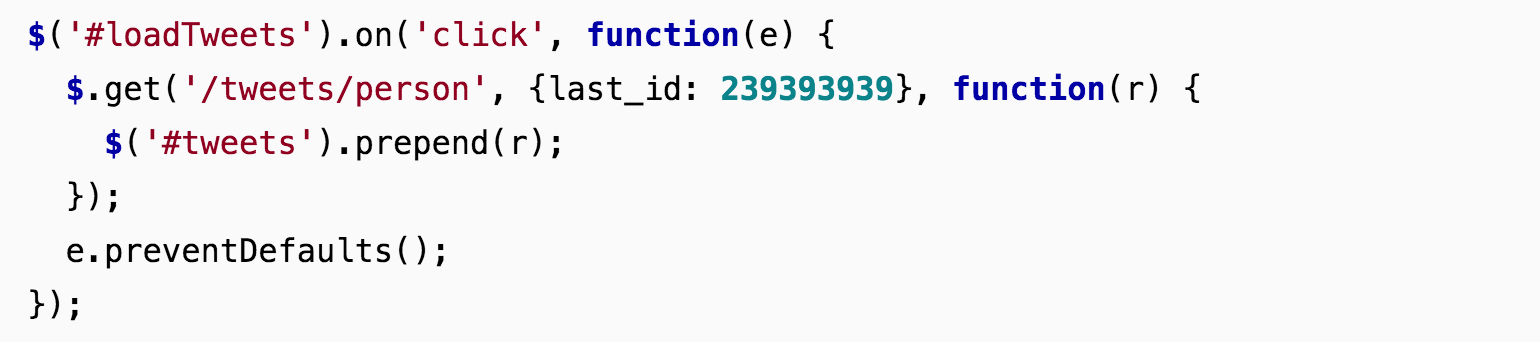 $('#loadTweets').on('click', function(e) {
  $.get('/tweets/person', {last_id: 239393939}, function(r) {
    $('#tweets').prepend(r);
  });
  e.preventDefaults();
});